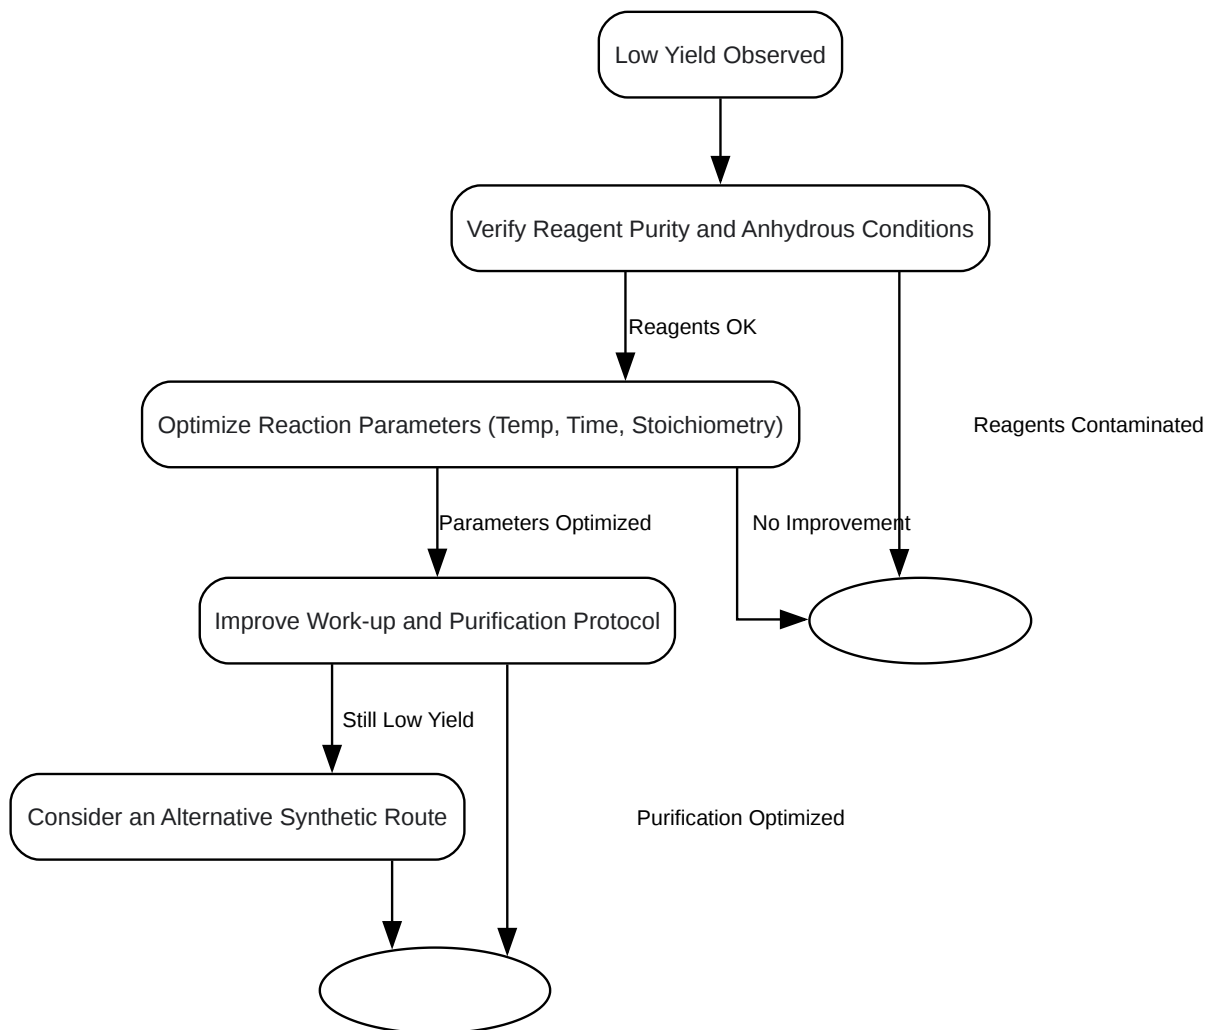 Low Yield Observed
Verify Reagent Purity and Anhydrous Conditions
Reagents OK
Optimize Reaction Parameters (Temp, Time, Stoichiometry)
Reagents Contaminated
Parameters Optimized
No Improvement
Improve Work-up and Purification Protocol
Still Low Yield
Consider an Alternative Synthetic Route
Purification Optimized